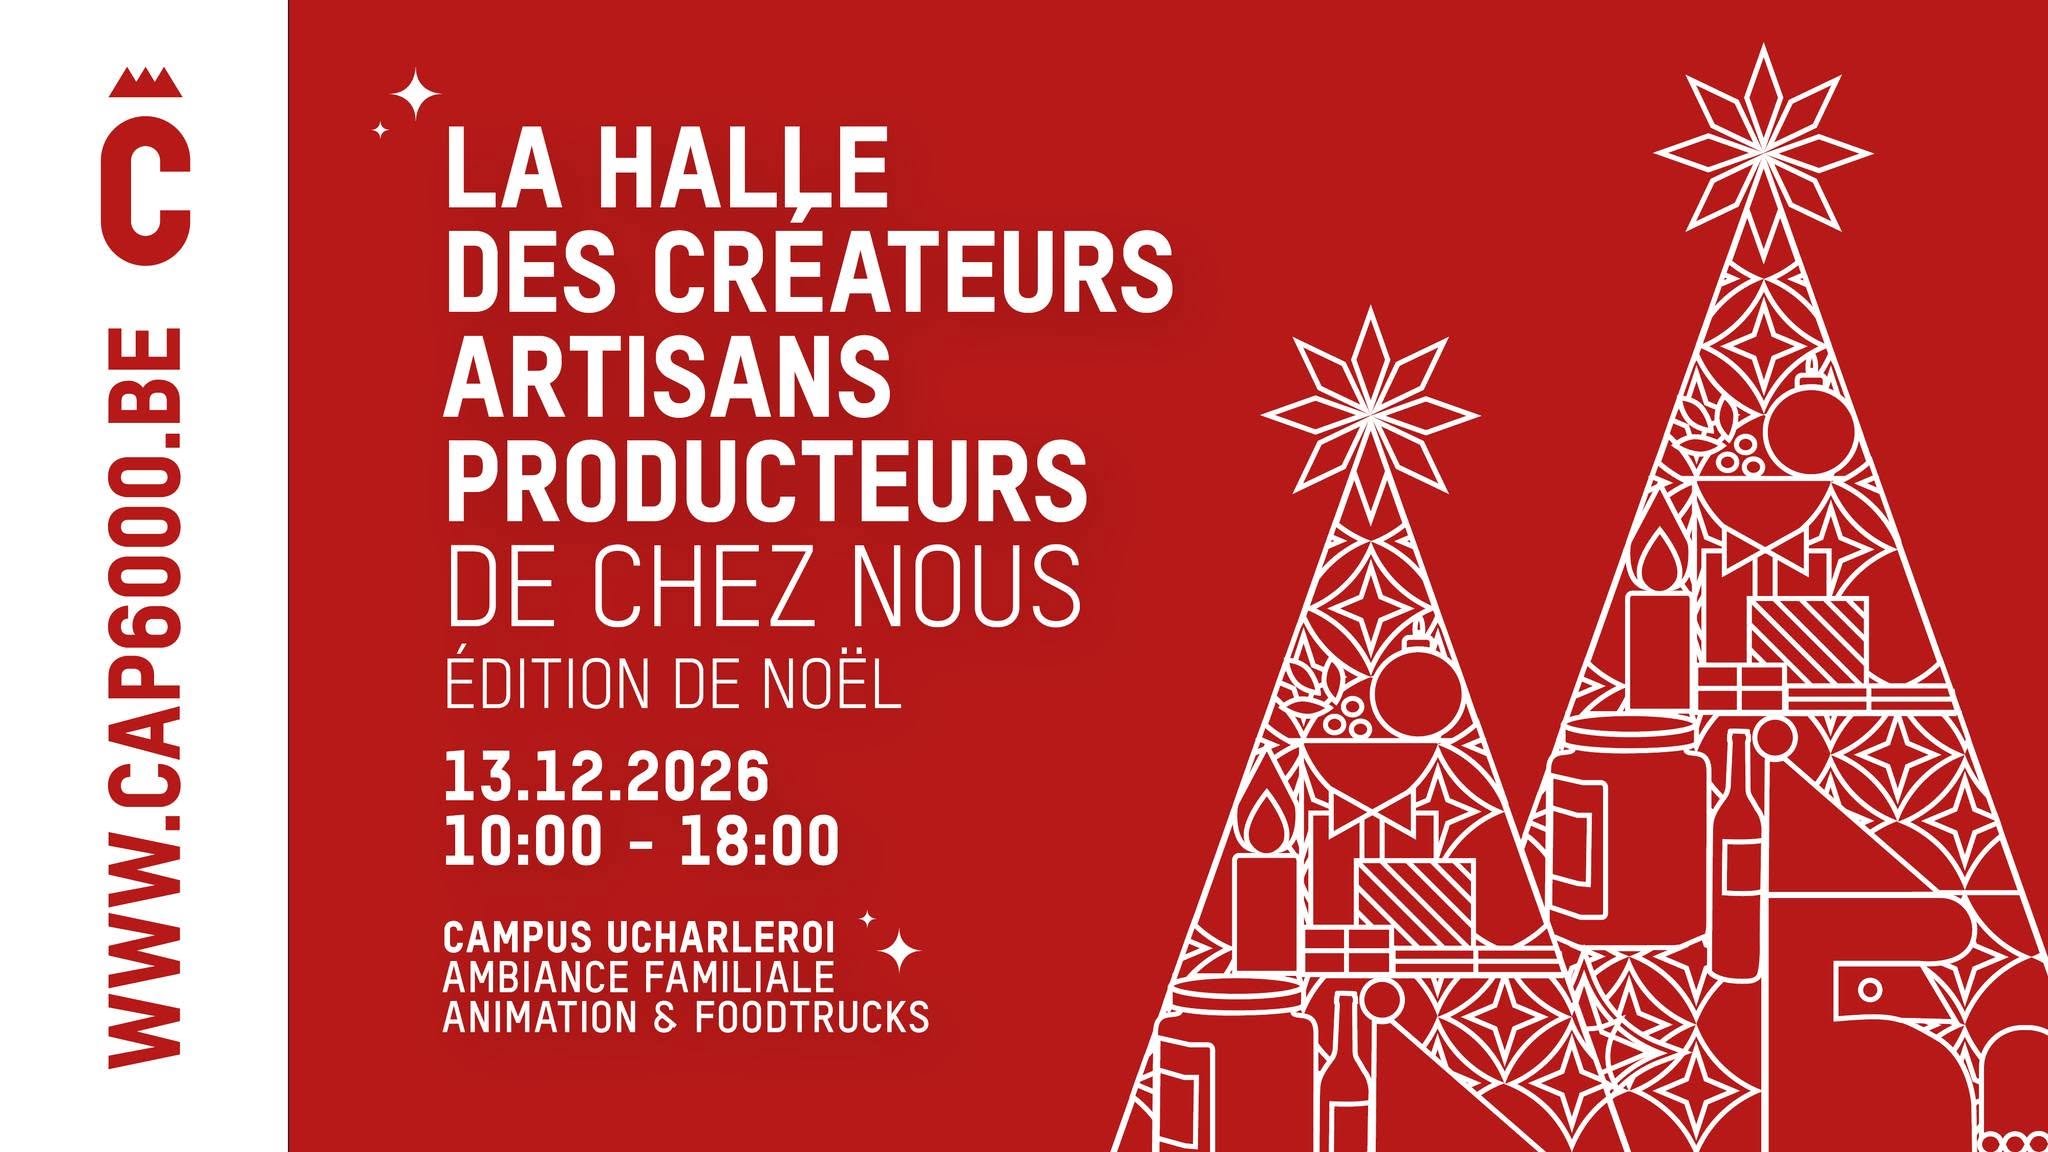 WWW.CAP6000.BE
C
LA HALLE
DES CRÉATEURS
ARTISANS
PRODUCTEURS
DE CHEZ NOUS
ÉDITION DE NOËL
13.12.2026
10:00 - 18:00
CAMPUS UCHARLEROI
AMBIANCE FAMILIALE
ANIMATION & FOODTRUCKS